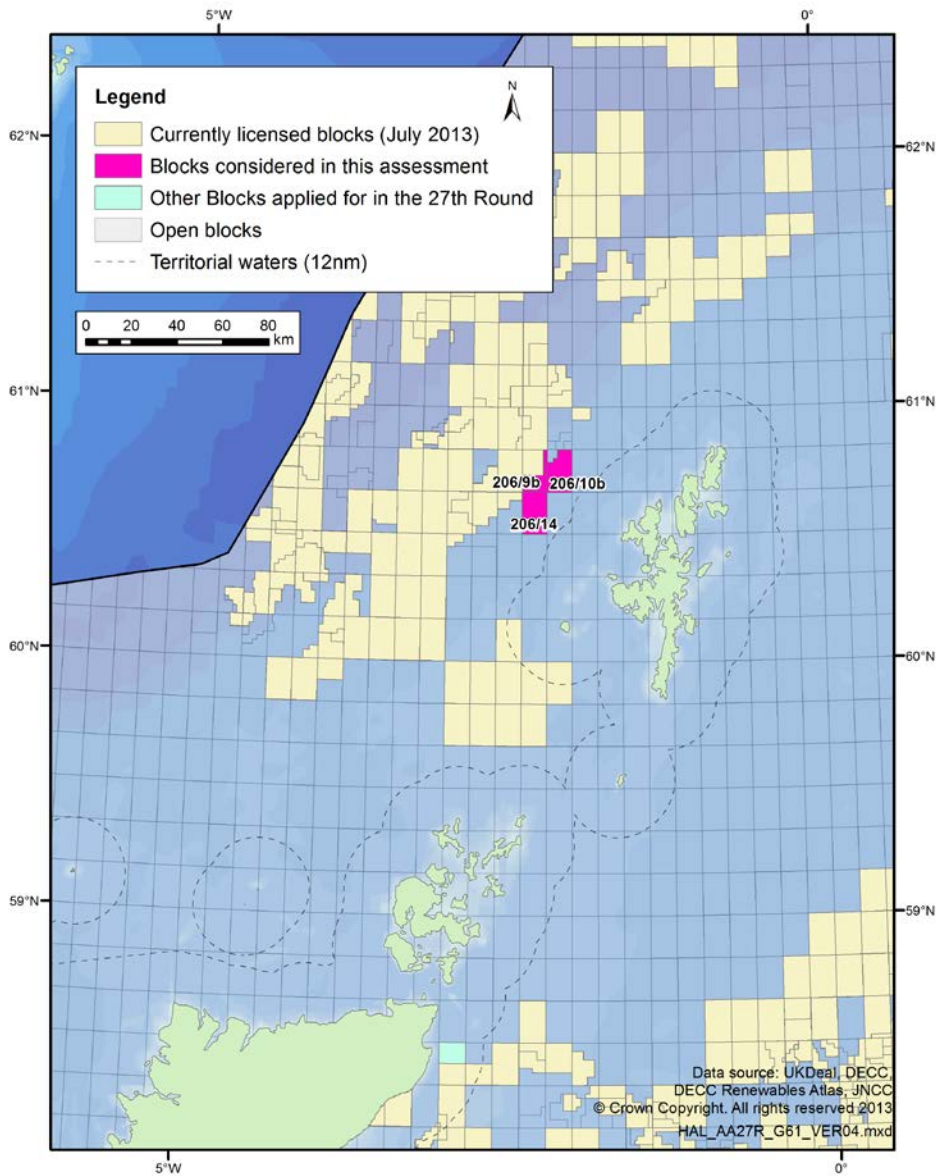 5°W 0°
Legend
N
Currently licensed blocks (July 2013)
Blocks considered in this assessment
Other Blocks applied for in the 27th Round
Open blocks
Territorial waters (12nm)
62°N 62°N
0 20 40 60 80
km
61°N 61°N
206/9b 206/10b
206/14
60°N 60°N
59°N 59°N
Data source: UKDeal, DECC,
DECC Renewables Atlas, JNCC
© Crown Copyright. All rights reserved 2013
HAL_AA27R_G61_VER04.mxd
5°W 0°